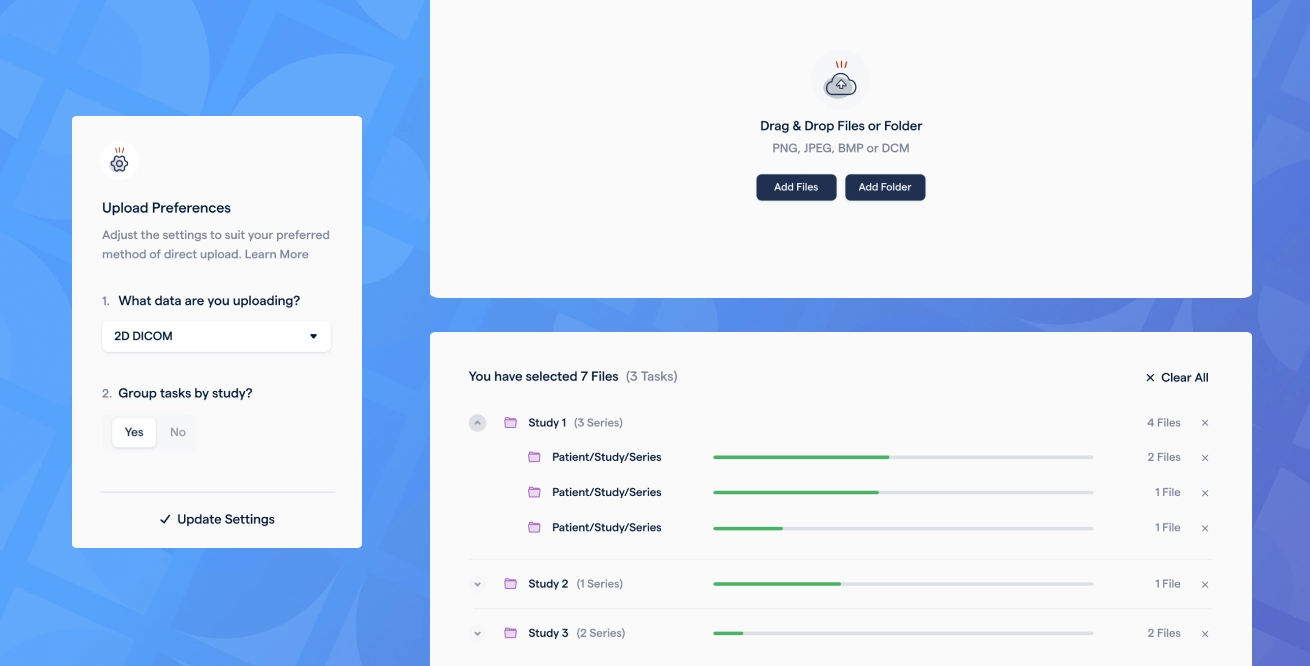 Upload Preferences
Adjust the settings to suit your preferred
method of direct upload. Learn More
1. What data are you uploading?
2D DICOM
2. Group tasks by study?
Yes No
Update Settings
Drag & Drop Files or Folder
PNG, JPEG, BMP or DCM
Add Files Add Folder
You have selected 7 Files (3 Tasks) Clear All
Study 1 (3 Series) 4 Files
Patient/Study/Series 2 Files
Patient/Study/Series 1 File
Patient/Study/Series 1 File
Study 2 (1 Series) 1 File
Study 3 (2 Series) 2 Files